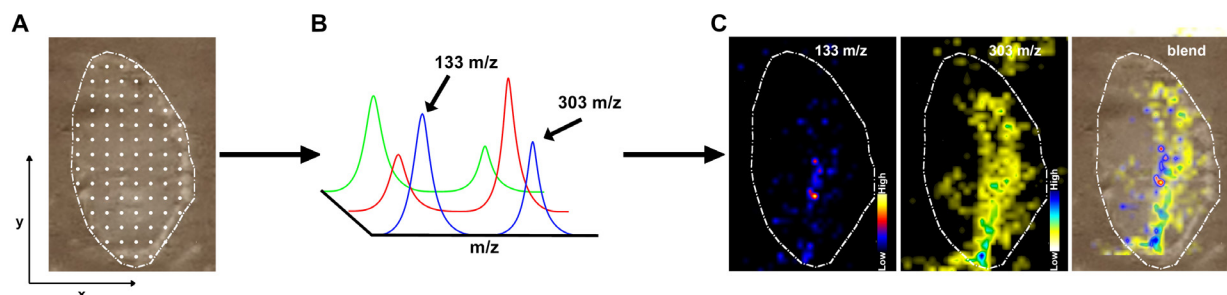 A
B
C
133 m/z
303 m/z
133 m/z
303 m/z
blend
y
x
m/z
High
Low
High
Low